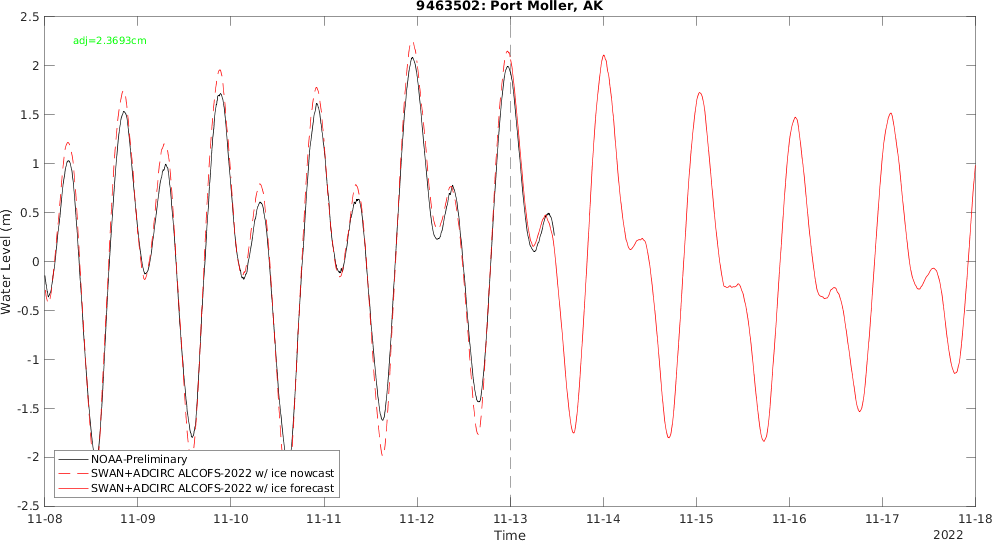 9463502: Port Moller, AK
adj=2.3693cm
2.5
2
1.5
1
0.5
0
-0.5
-1
-1.5
-2
-2.5
Water Level (m)
NOAA-Preliminary
SWAN+ADCIRC ALCOFS-2022 w/ ice nowcast
SWAN+ADCIRC ALCOFS-2022 w/ ice forecast
11-08 11-09 11-10 11-11 11-12 11-13 11-14 11-15 11-16 11-17 11-18
Time
2022